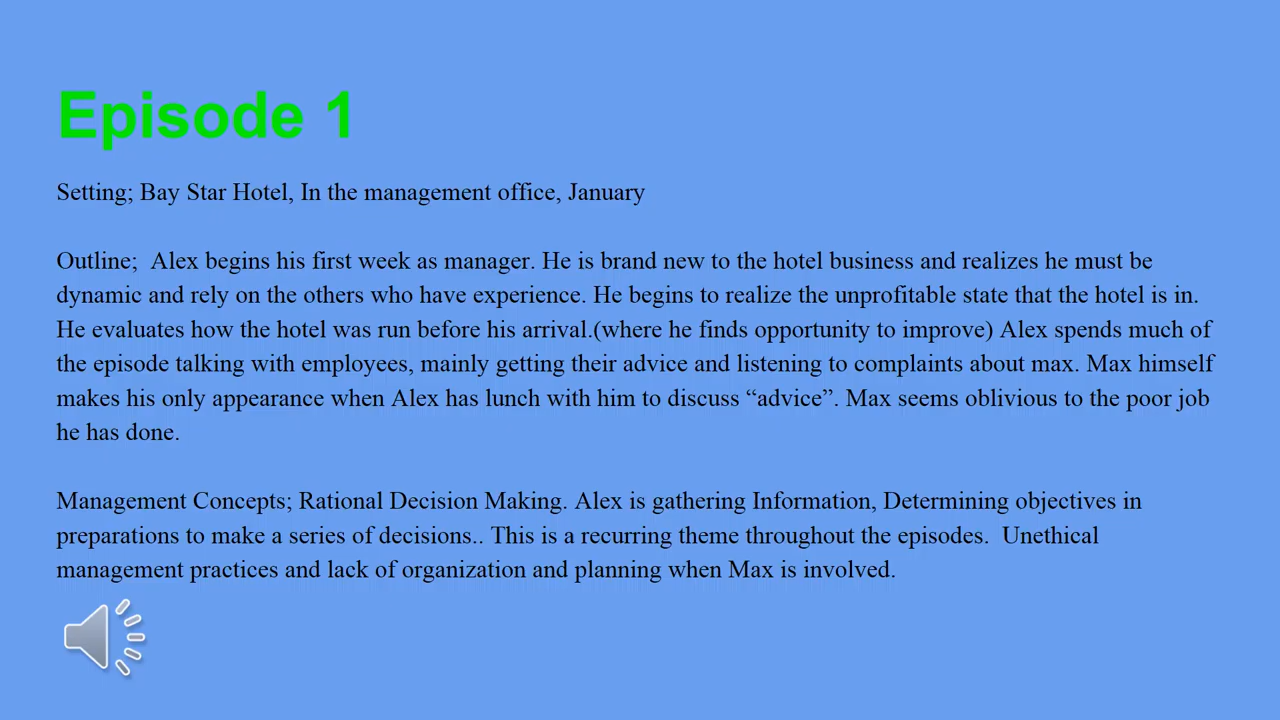 Episode 1
Setting; Bay Star Hotel, In the management office, January
Outline;  Alex begins his first week as manager. He is brand new to the hotel business and realizes he must be
dynamic and rely on the others who have experience. He begins to realize the unprofitable state that the hotel is in.
He evaluates how the hotel was run before his arrival.(where he finds opportunity to improve) Alex spends much of
the episode talking with employees, mainly getting their advice and listening to complaints about max. Max himself
makes his only appearance when Alex has lunch with him to discuss “advice”. Max seems oblivious to the poor job
he has done.
Management Concepts; Rational Decision Making. Alex is gathering Information, Determining objectives in
preparations to make a series of decisions.. This is a recurring theme throughout the episodes.  Unethical
management practices and lack of organization and planning when Max is involved.